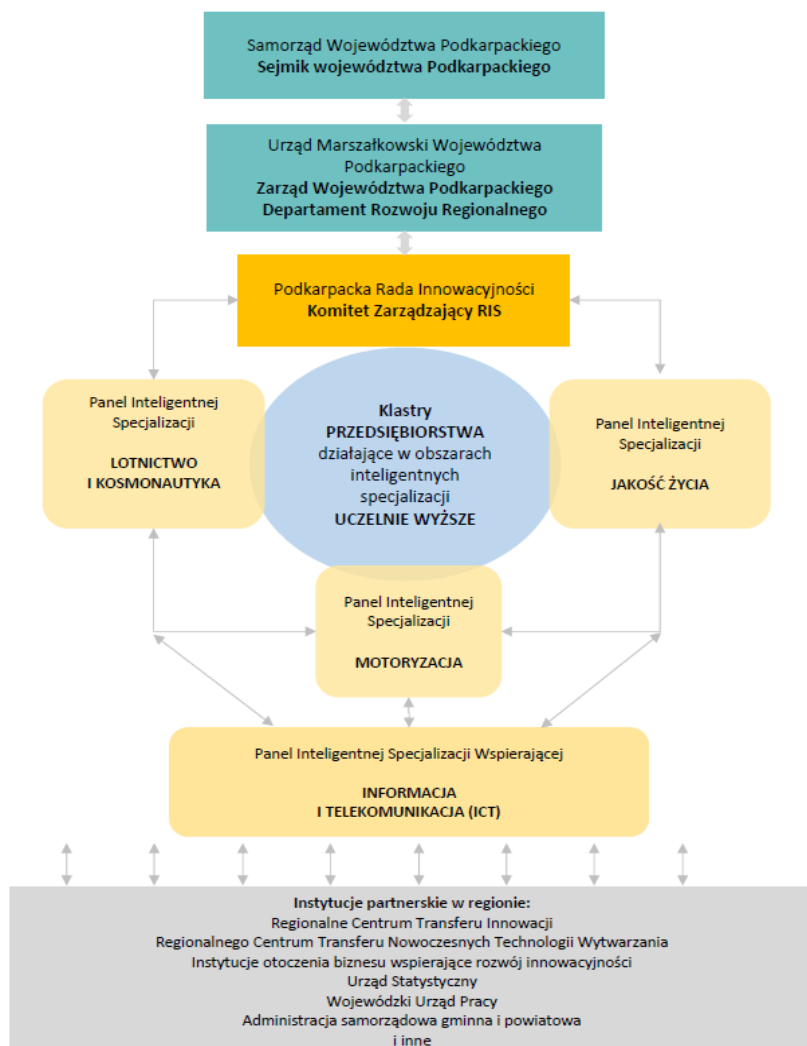 Samorząd Województwa Podkarpackiego
Sejmik województwa Podkarpackiego
Urząd Marszałkowski Województwa
Podkarpackiego
Zarząd Województwa Podkarpackiego
Departament Rozwoju Regionalnego
Podkarpacka Rada Innowacyjności
Komitet Zarządzający RIS
Panel Inteligentnej
Specjalizacji
LOTNICTWO
I KOSMONAUTYKA
Klastry
PRZEDSIĘBIORSTWA
działające w obszarach
inteligentnych
specjalizacji
UCZELNIE WYŻSZE
Panel Inteligentnej
Specjalizacji
JAKOŚĆ ŻYCIA
Panel Inteligentnej
Specjalizacji
MOTORYZACJA
Panel Inteligentnej Specjalizacji Wspierającej
INFORMACJA
I TELEKOMUNIKACJA (ICT)
Instytucje partnerskie w regionie:
Regionalne Centrum Transferu Innowacji
Regionalnego Centrum Transferu Nowoczesnych Technologii Wytwarzania
Instytucje otoczenia biznesu wspierające rozwój innowacyjności
Urząd Statystyczny
Wojewódzki Urząd Pracy
Administracja samorządowa gminna i powiatowa
i inne